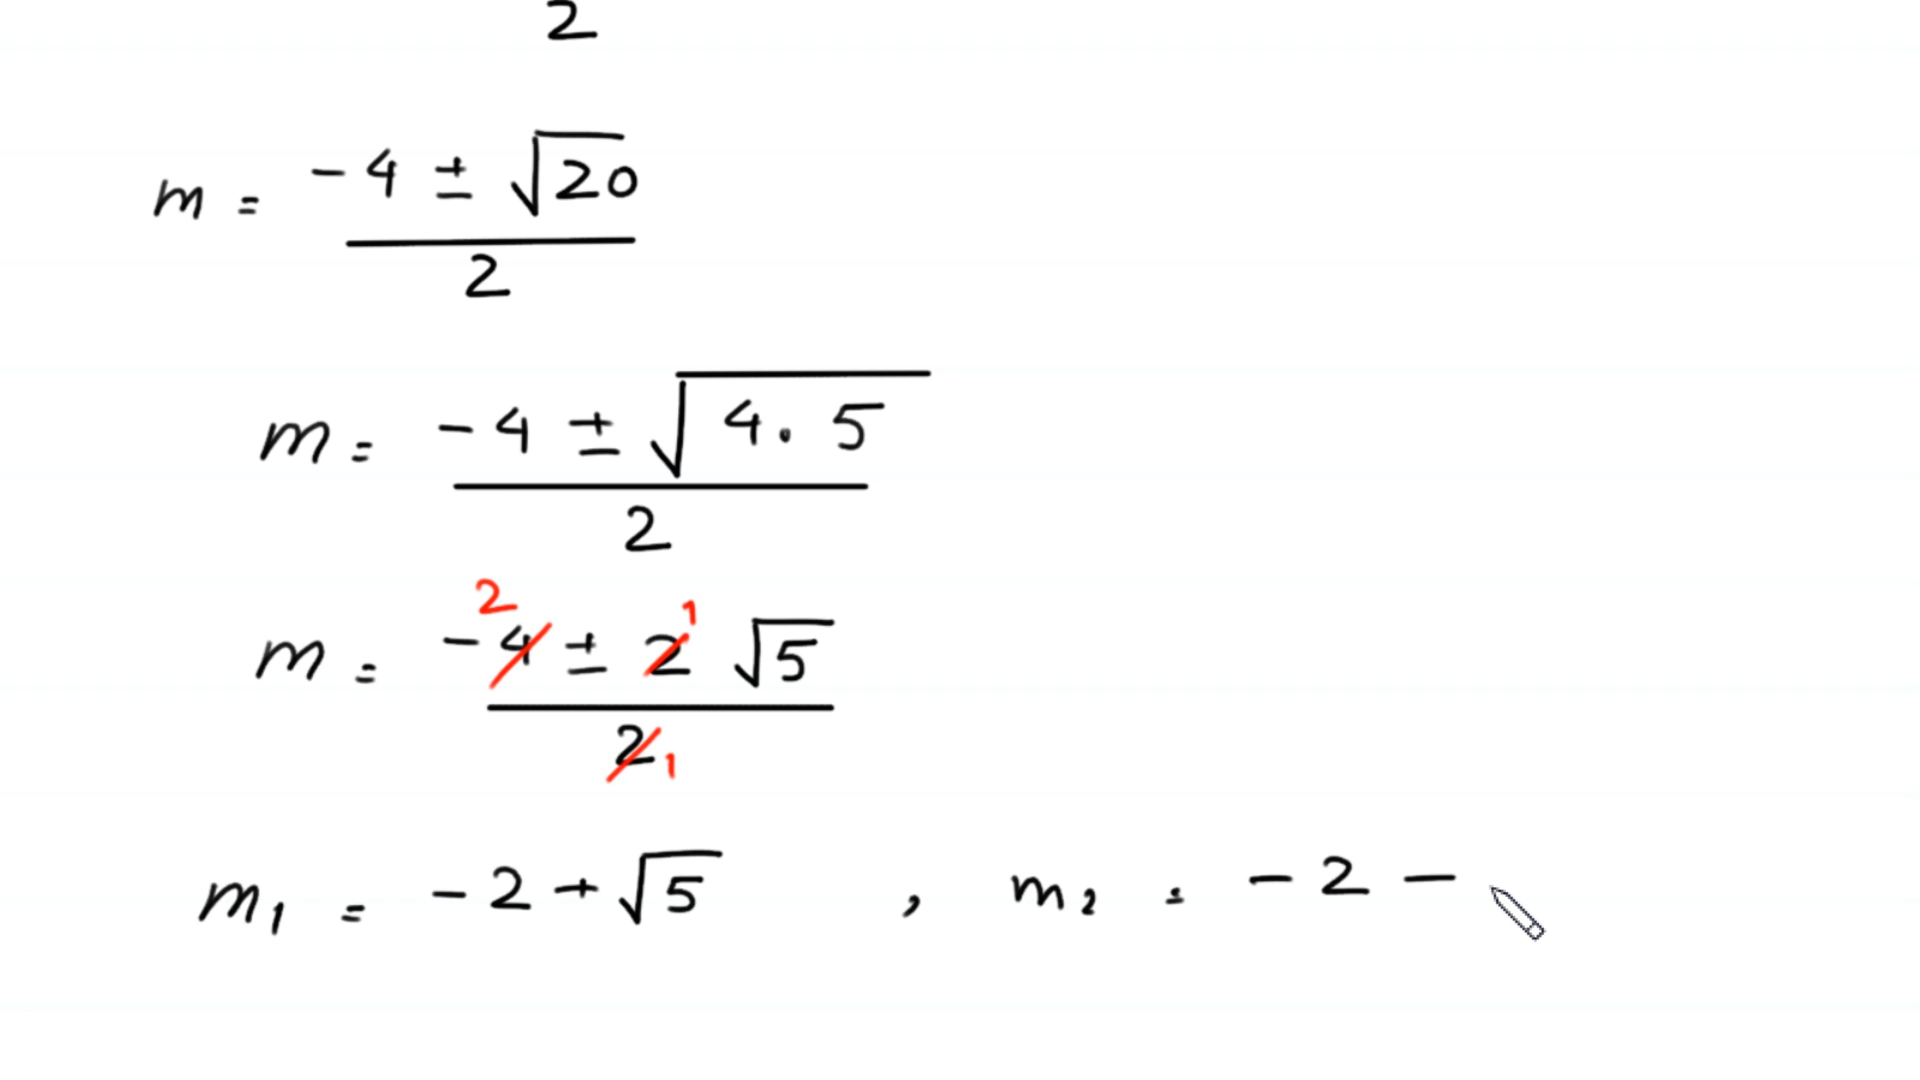 2
m = -4 ± √20
2
m = -4 ± √4. 5
2
2 1
m = -4 ± 2 √5
2 1
m1 = -2 + √5 , m2 = -2 -